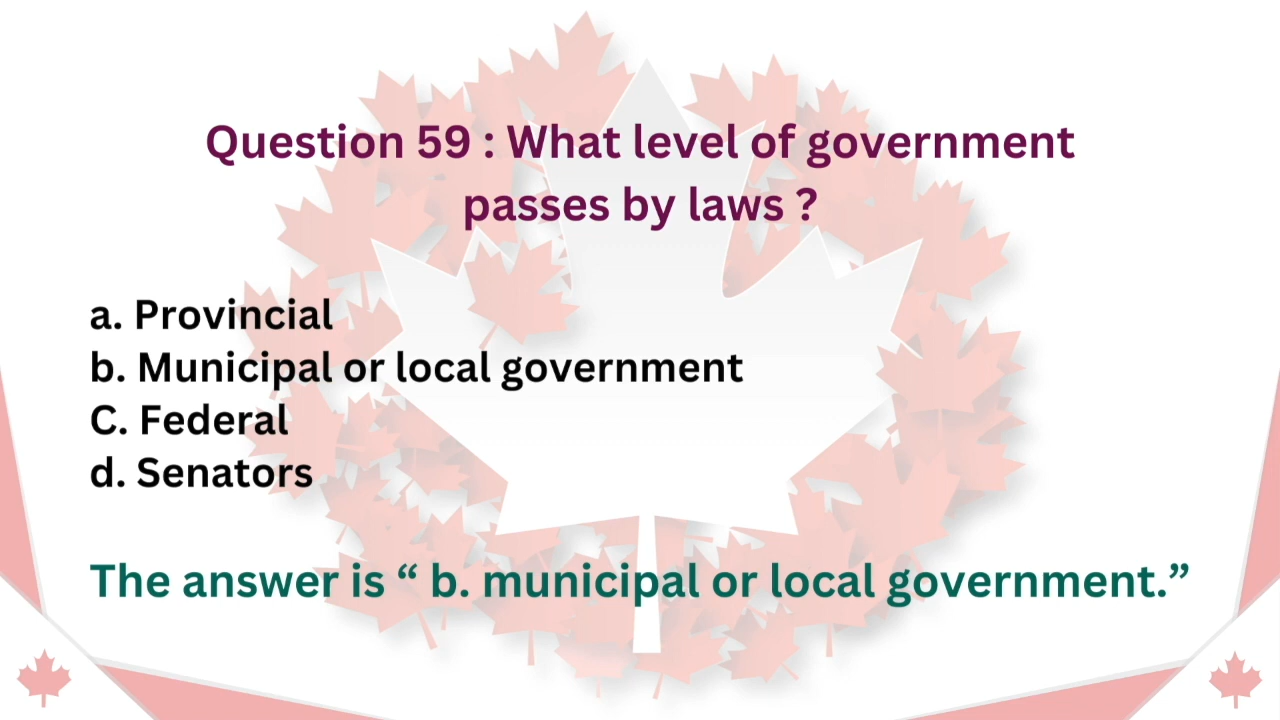 Question 59 : What level of government
passes by laws ?
a. Provincial
b. Municipal or local government
C. Federal
d. Senators
The answer is “ b. municipal or local government.”